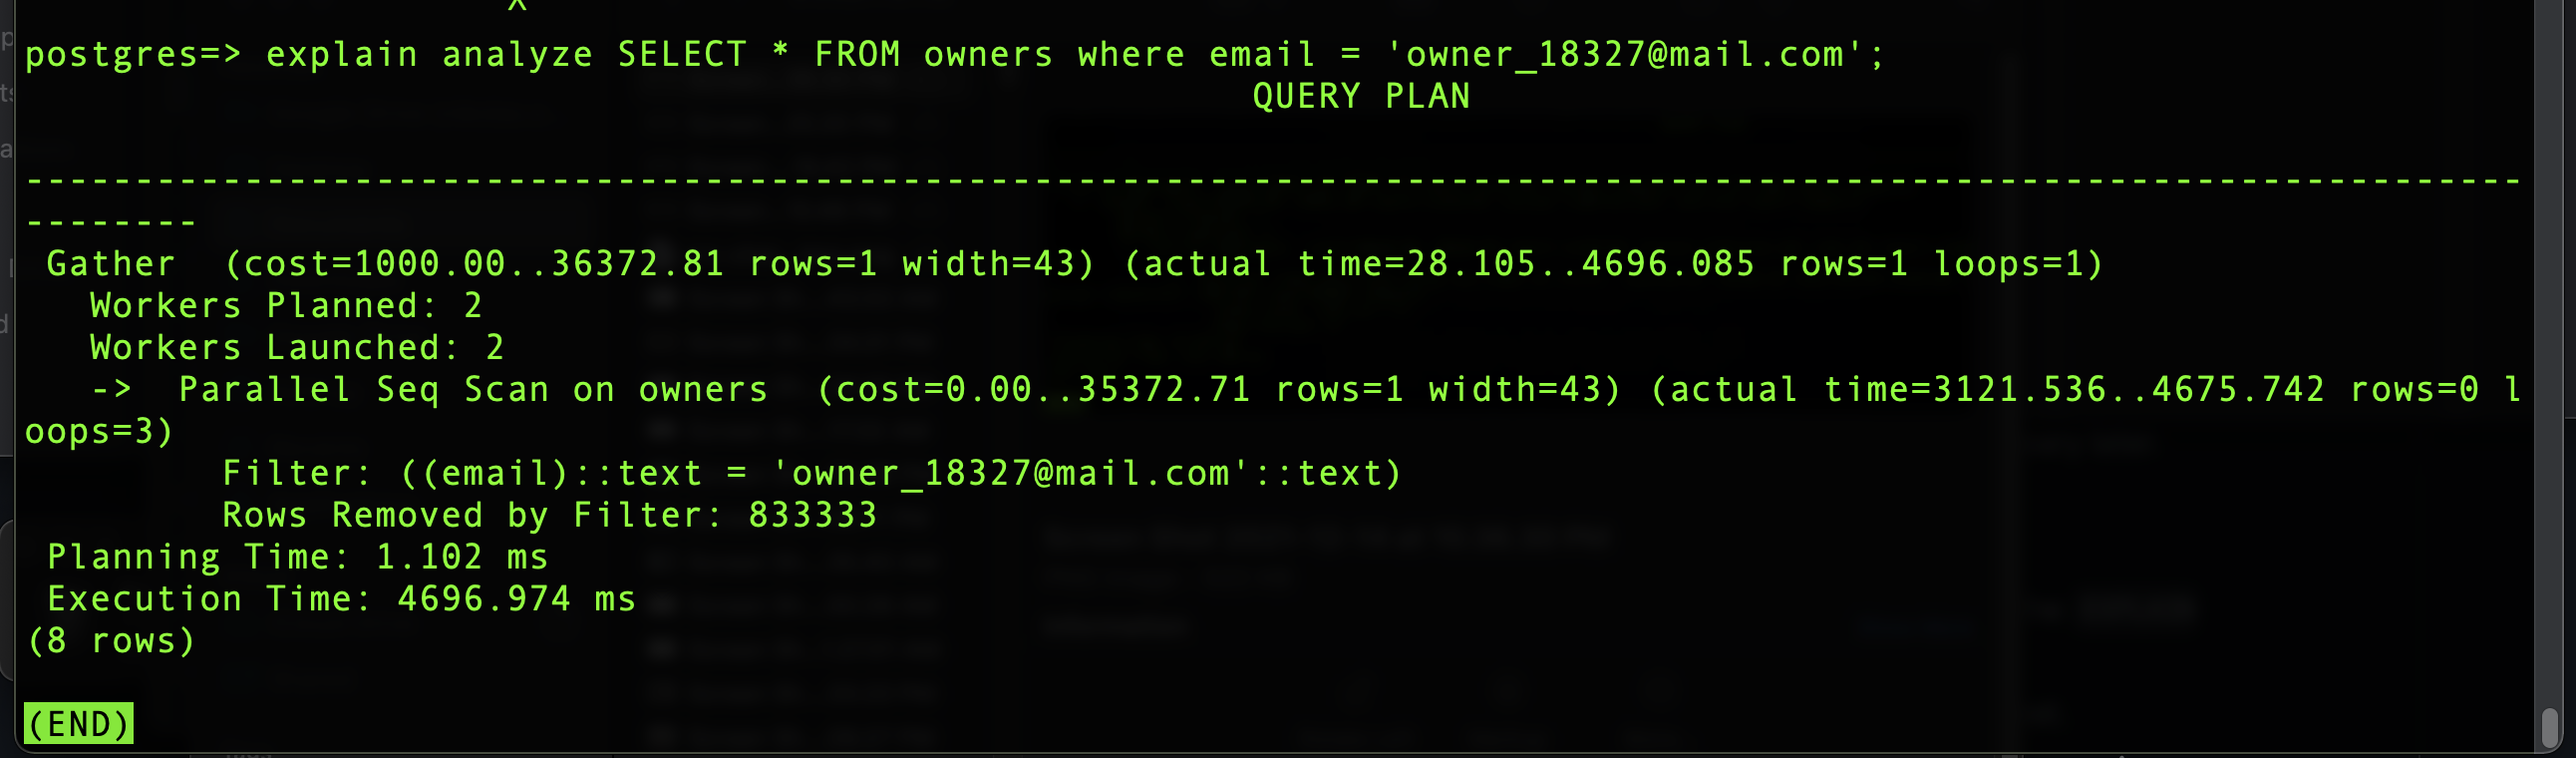 ^
postgres=> explain analyze SELECT * FROM owners where email = 'owner_18327@mail.com';
QUERY PLAN
-----------------------------------------------------------------------------------------------------------------
--------
Gather  (cost=1000.00..36372.81 rows=1 width=43) (actual time=28.105..4696.085 rows=1 loops=1)
Workers Planned: 2
Workers Launched: 2
->  Parallel Seq Scan on owners  (cost=0.00..35372.71 rows=1 width=43) (actual time=3121.536..4675.742 rows=0 l
oops=3)
Filter: ((email)::text = 'owner_18327@mail.com'::text)
Rows Removed by Filter: 833333
Planning Time: 1.102 ms
Execution Time: 4696.974 ms
(8 rows)
(END)